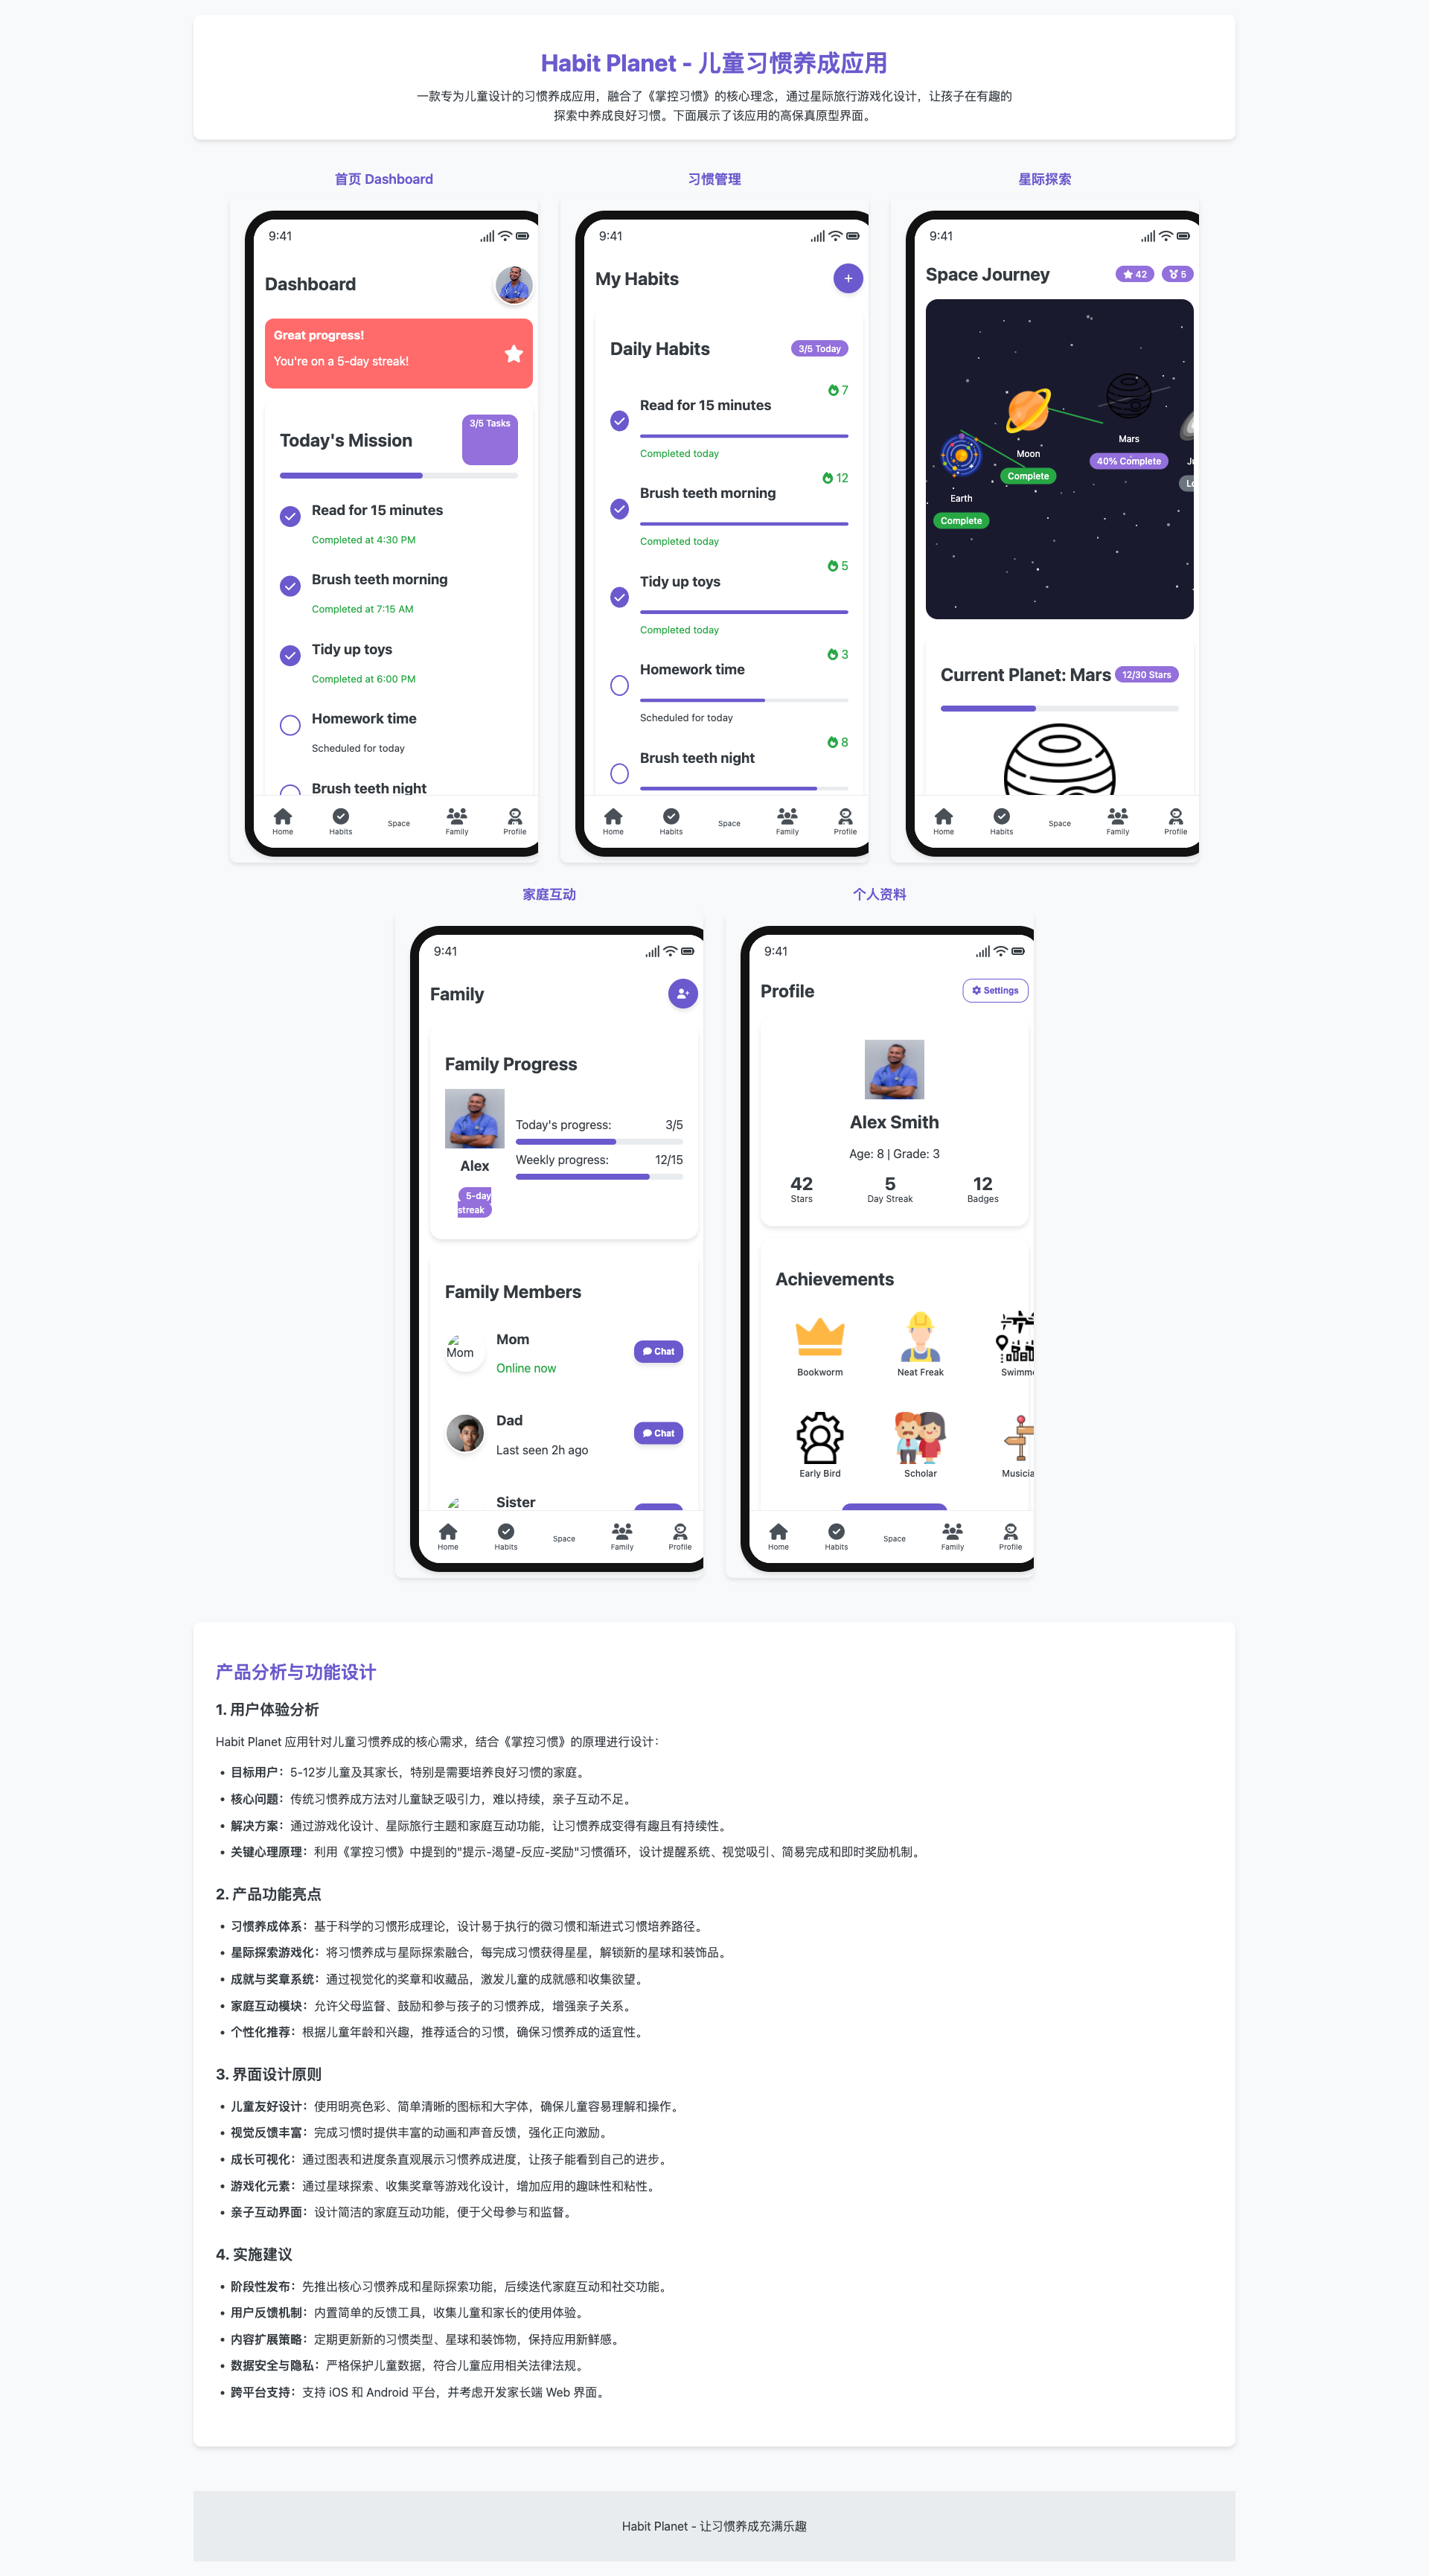 Habit Planet - 儿童习惯养成应用
一款专为儿童设计的习惯养成应用，融合了《掌控习惯》的核心理念，通过星际旅行游戏化设计，让孩子在有趣的
探索中养成良好习惯。下面展示了该应用的高保真原型界面。
首页 Dashboard
9:41
Dashboard
Great progress!
You're on a 5-day streak!
Today's Mission
3/5 Tasks
Read for 15 minutes
Completed at 4:30 PM
Brush teeth morning
Completed at 7:15 AM
Tidy up toys
Completed at 6:00 PM
Homework time
Scheduled for today
Brush teeth night
Home
Habits
Space
Family
Profile
习惯管理
9:41
My Habits
+
Daily Habits
3/5 Today
7
Read for 15 minutes
Completed today
12
Brush teeth morning
Completed today
5
Tidy up toys
Completed today
3
Homework time
Scheduled for today
8
Brush teeth night
Home
Habits
Space
Family
Profile
星际探索
9:41
Space Journey
42
5
Mars
40% Complete
Moon
Complete
Ju
Lo
Earth
Complete
Current Planet: Mars
12/30 Stars
Home
Habits
Space
Family
Profile
家庭互动
9:41
Family
Family Progress
Today's progress: 3/5
Weekly progress: 12/15
Alex
5-day
streak
Family Members
Mom
Mom
Online now
Chat
Dad
Last seen 2h ago
Chat
Sister
Home
Habits
Space
Family
Profile
个人资料
9:41
Profile
Settings
Alex Smith
Age: 8 | Grade: 3
42
Stars
5
Day Streak
12
Badges
Achievements
Bookworm
Neat Freak
Swimme
Early Bird
Scholar
Musicia
Home
Habits
Space
Family
Profile
产品分析与功能设计
1. 用户体验分析
Habit Planet 应用针对儿童习惯养成的核心需求，结合《掌控习惯》的原理进行设计：
• 目标用户：5-12岁儿童及其家长，特别是需要培养良好习惯的家庭。
• 核心问题：传统习惯养成方法对儿童缺乏吸引力，难以持续，亲子互动不足。
• 解决方案：通过游戏化设计、星际旅行主题和家庭互动功能，让习惯养成变得有趣且有持续性。
• 关键心理原理：利用《掌控习惯》中提到的"提示-渴望-反应-奖励"习惯循环，设计提醒系统、视觉吸引、简易完成和即时奖励机制。
2. 产品功能亮点
• 习惯养成体系：基于科学的习惯形成理论，设计易于执行的微习惯和渐进式习惯培养路径。
• 星际探索游戏化：将习惯养成与星际探索融合，每完成习惯获得星星，解锁新的星球和装饰品。
• 成就与奖章系统：通过视觉化的奖章和收藏品，激发儿童的成就感和收集欲望。
• 家庭互动模块：允许父母监督、鼓励和参与孩子的习惯养成，增强亲子关系。
• 个性化推荐：根据儿童年龄和兴趣，推荐适合的习惯，确保习惯养成的适宜性。
3. 界面设计原则
• 儿童友好设计：使用明亮色彩、简单清晰的图标和大字体，确保儿童容易理解和操作。
• 视觉反馈丰富：完成习惯时提供丰富的动画和声音反馈，强化正向激励。
• 成长可视化：通过图表和进度条直观展示习惯养成进度，让孩子能看到自己的进步。
• 游戏化元素：通过星球探索、收集奖章等游戏化设计，增加应用的趣味性和粘性。
• 亲子互动界面：设计简洁的家庭互动功能，便于父母参与和监督。
4. 实施建议
• 阶段性发布：先推出核心习惯养成和星际探索功能，后续迭代家庭互动和社交功能。
• 用户反馈机制：内置简单的反馈工具，收集儿童和家长的使用体验。
• 内容扩展策略：定期更新新的习惯类型、星球和装饰物，保持应用新鲜感。
• 数据安全与隐私：严格保护儿童数据，符合儿童应用相关法律法规。
• 跨平台支持：支持 iOS 和 Android 平台，并考虑开发家长端 Web 界面。
Habit Planet - 让习惯养成充满乐趣